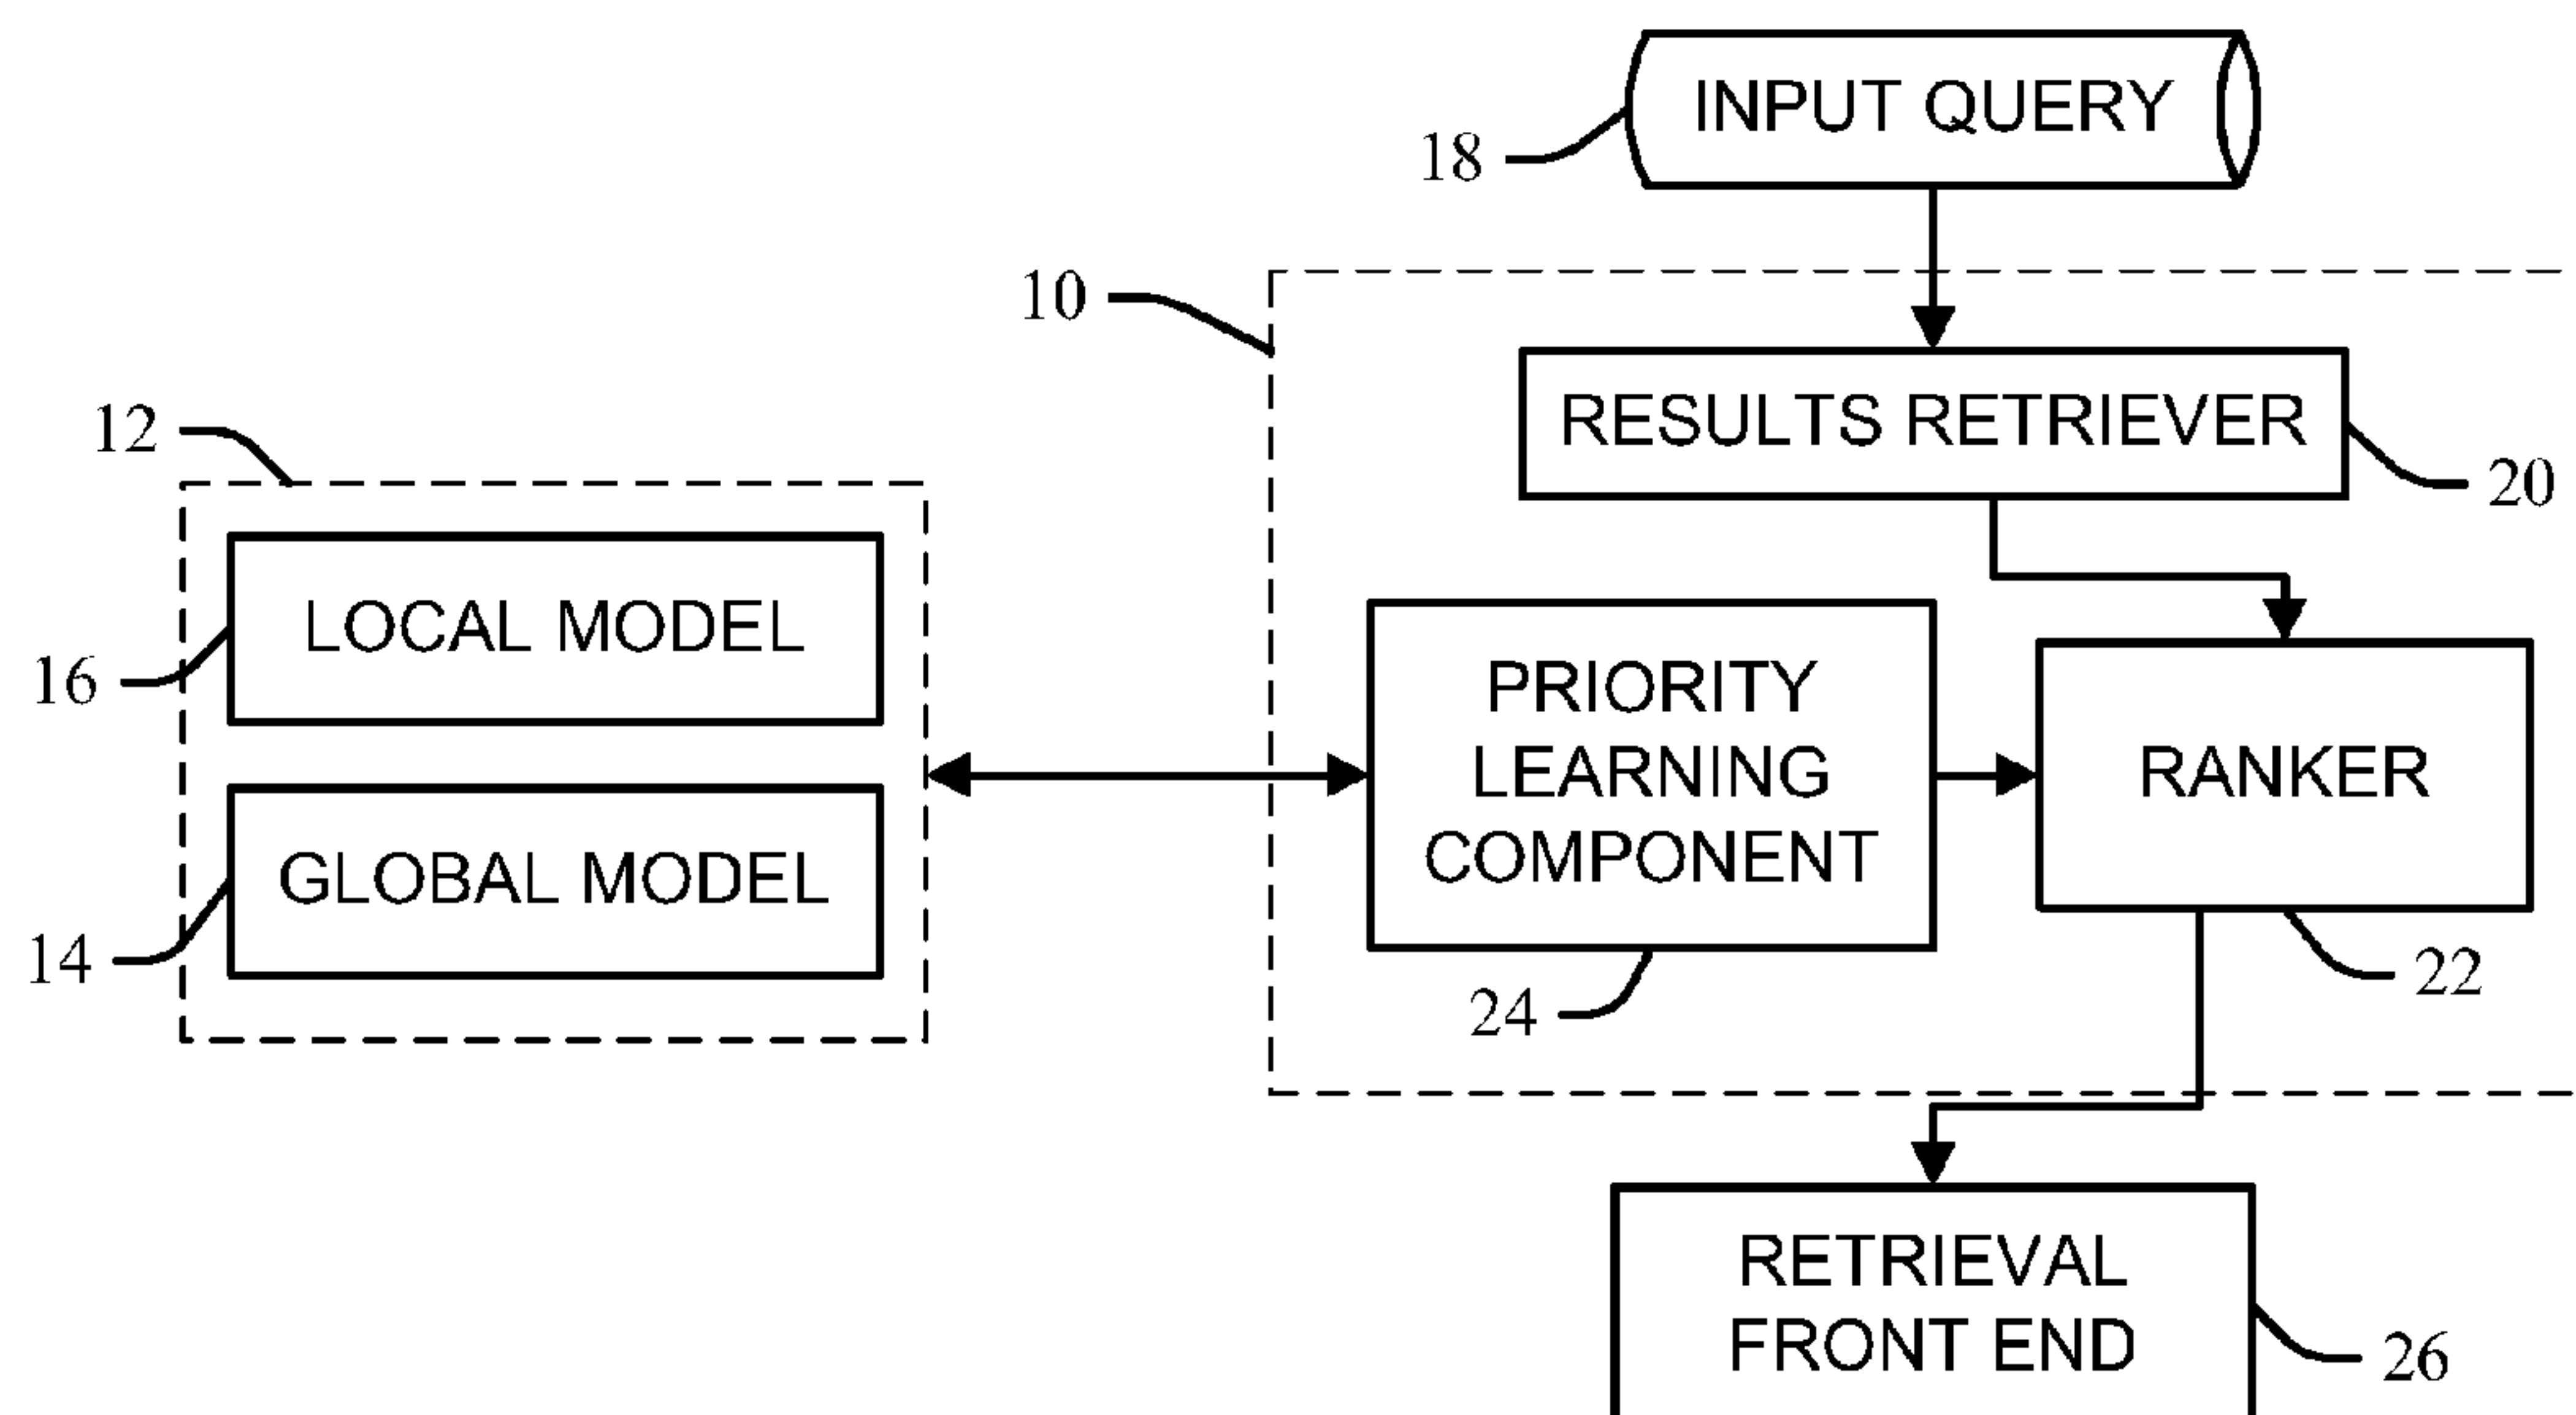 INPUT QUERY
18
10
RESULTS RETRIEVER
20
12
LOCAL MODEL
16
PRIORITY
LEARNING
COMPONENT
RANKER
GLOBAL MODEL
14
24
22
RETRIEVAL
FRONT END
26